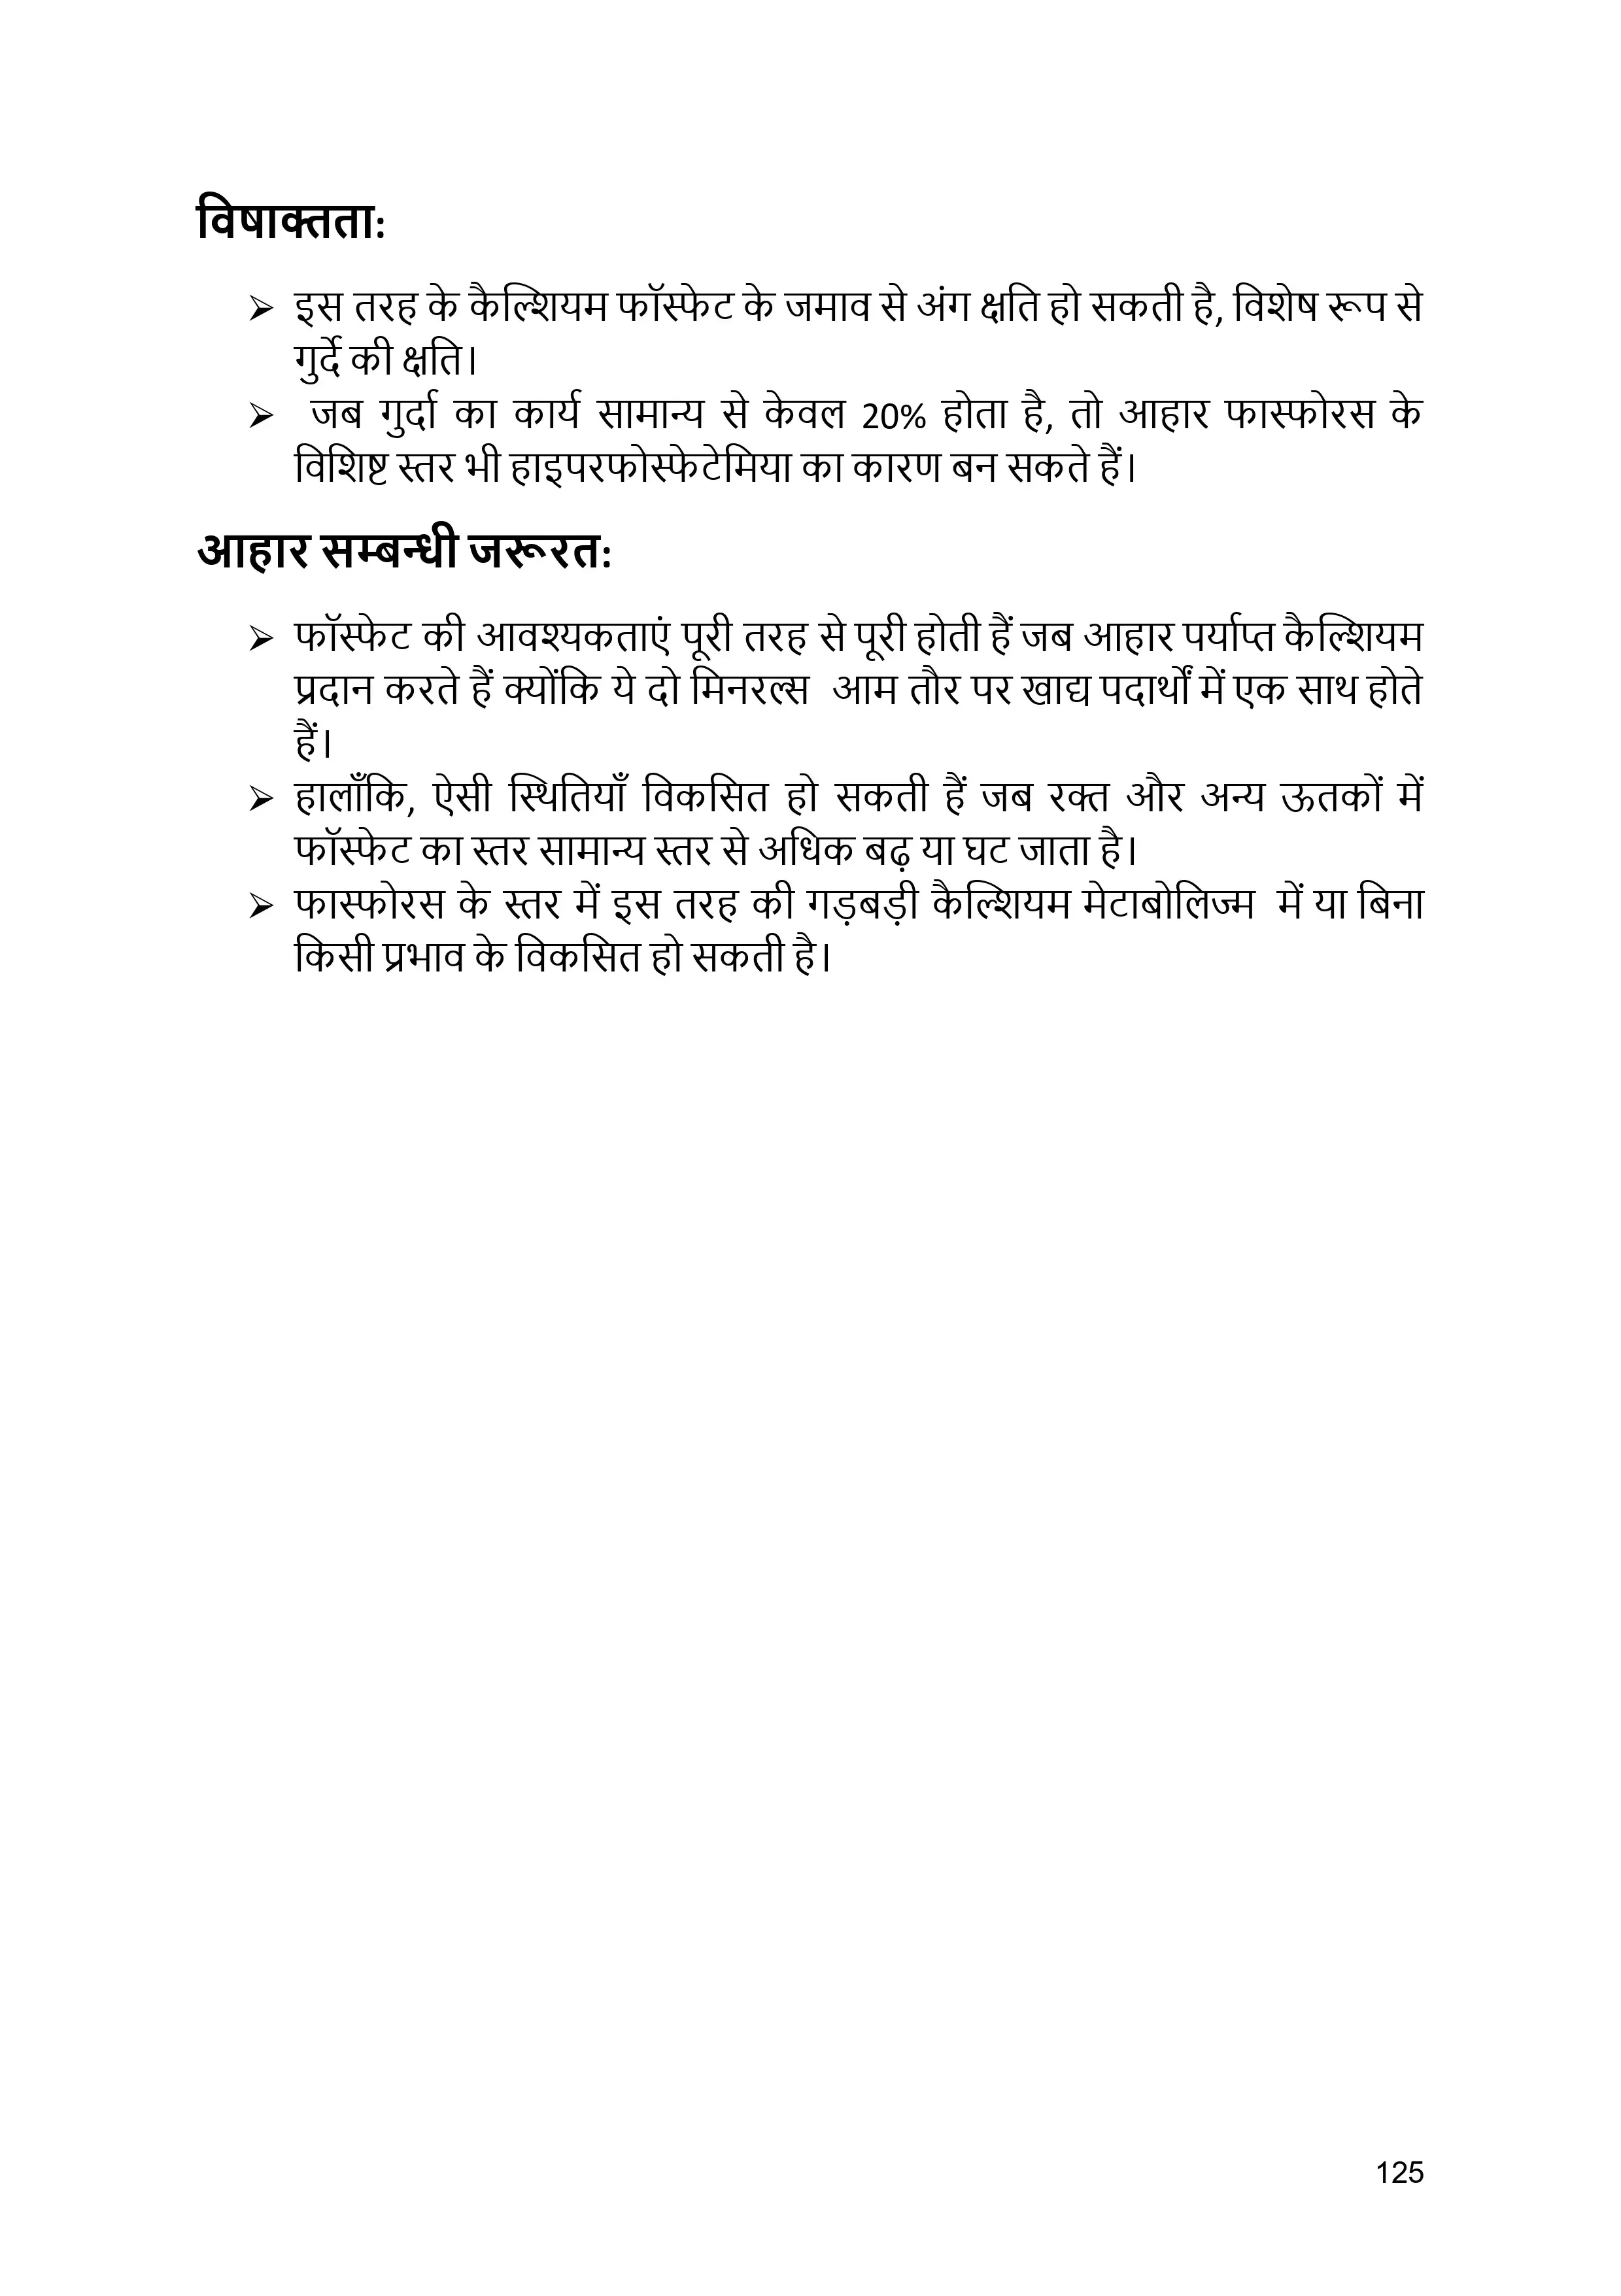 विषाक्तता:
➢ इस तरह के कैल्शियम फॉस्फेट के जमाव से अंग क्षति हो सकती है, विशेष रूप से
गुर्दे की क्षति।
➢ जब गुर्दा का कार्य सामान्य से केवल 20% होता है, तो आहार फास्फोरस के
विशिष्ट स्तर भी हाइपरफोस्फेटेमिया का कारण बन सकते हैं।
आहार सम्बन्धी जरूरत:
➢ फॉस्फेट की आवश्यकताएं पूरी तरह से पूरी होती हैं जब आहार पर्याप्त कैल्शियम
प्रदान करते हैं क्योंकि ये दो मिनरल्स आम तौर पर खाद्य पदार्थों में एक साथ होते
हैं।
➢ हालाँकि, ऐसी स्थितियाँ विकसित हो सकती हैं जब रक्त और अन्य ऊतकों में
फॉस्फेट का स्तर सामान्य स्तर से अधिक बढ़ या घट जाता है।
➢ फास्फोरस के स्तर में इस तरह की गड़बड़ी कैल्शियम मेटाबोलिज्म में या बिना
किसी प्रभाव के विकसित हो सकती है।
125